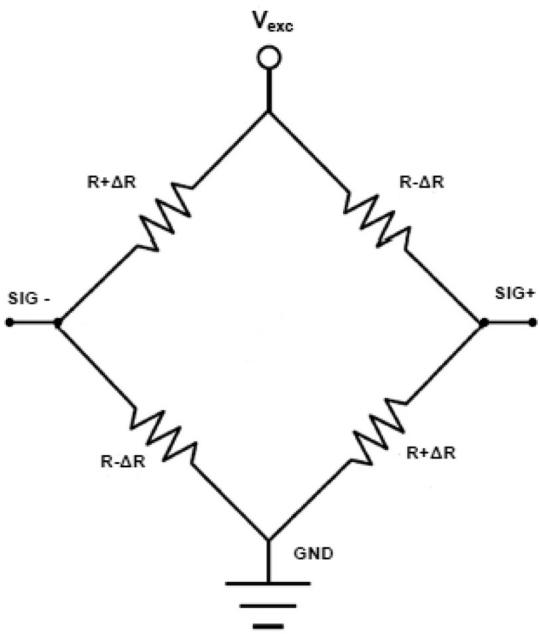 Vexc
R+ΔR
R-ΔR
SIG -
SIG+
R-ΔR
R+ΔR
GND